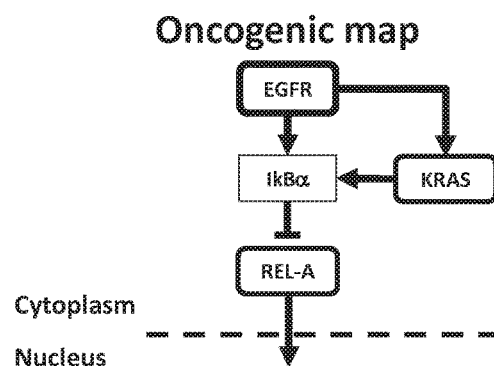 Oncogenic map
EGFR
IkBα
KRAS
REL-A
Cytoplasm
Nucleus